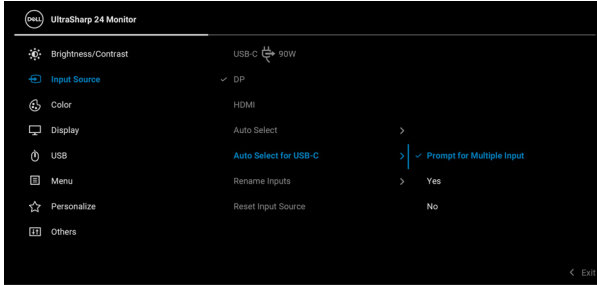 DELL UltraSharp 24 Monitor
Brightness/Contrast USB-C 90W
Input Source DP
Color HDMI
Display Auto Select
USB Auto Select for USB-C Prompt for Multiple Input
Menu Rename Inputs Yes
Personalize Reset Input Source No
Others
Exit